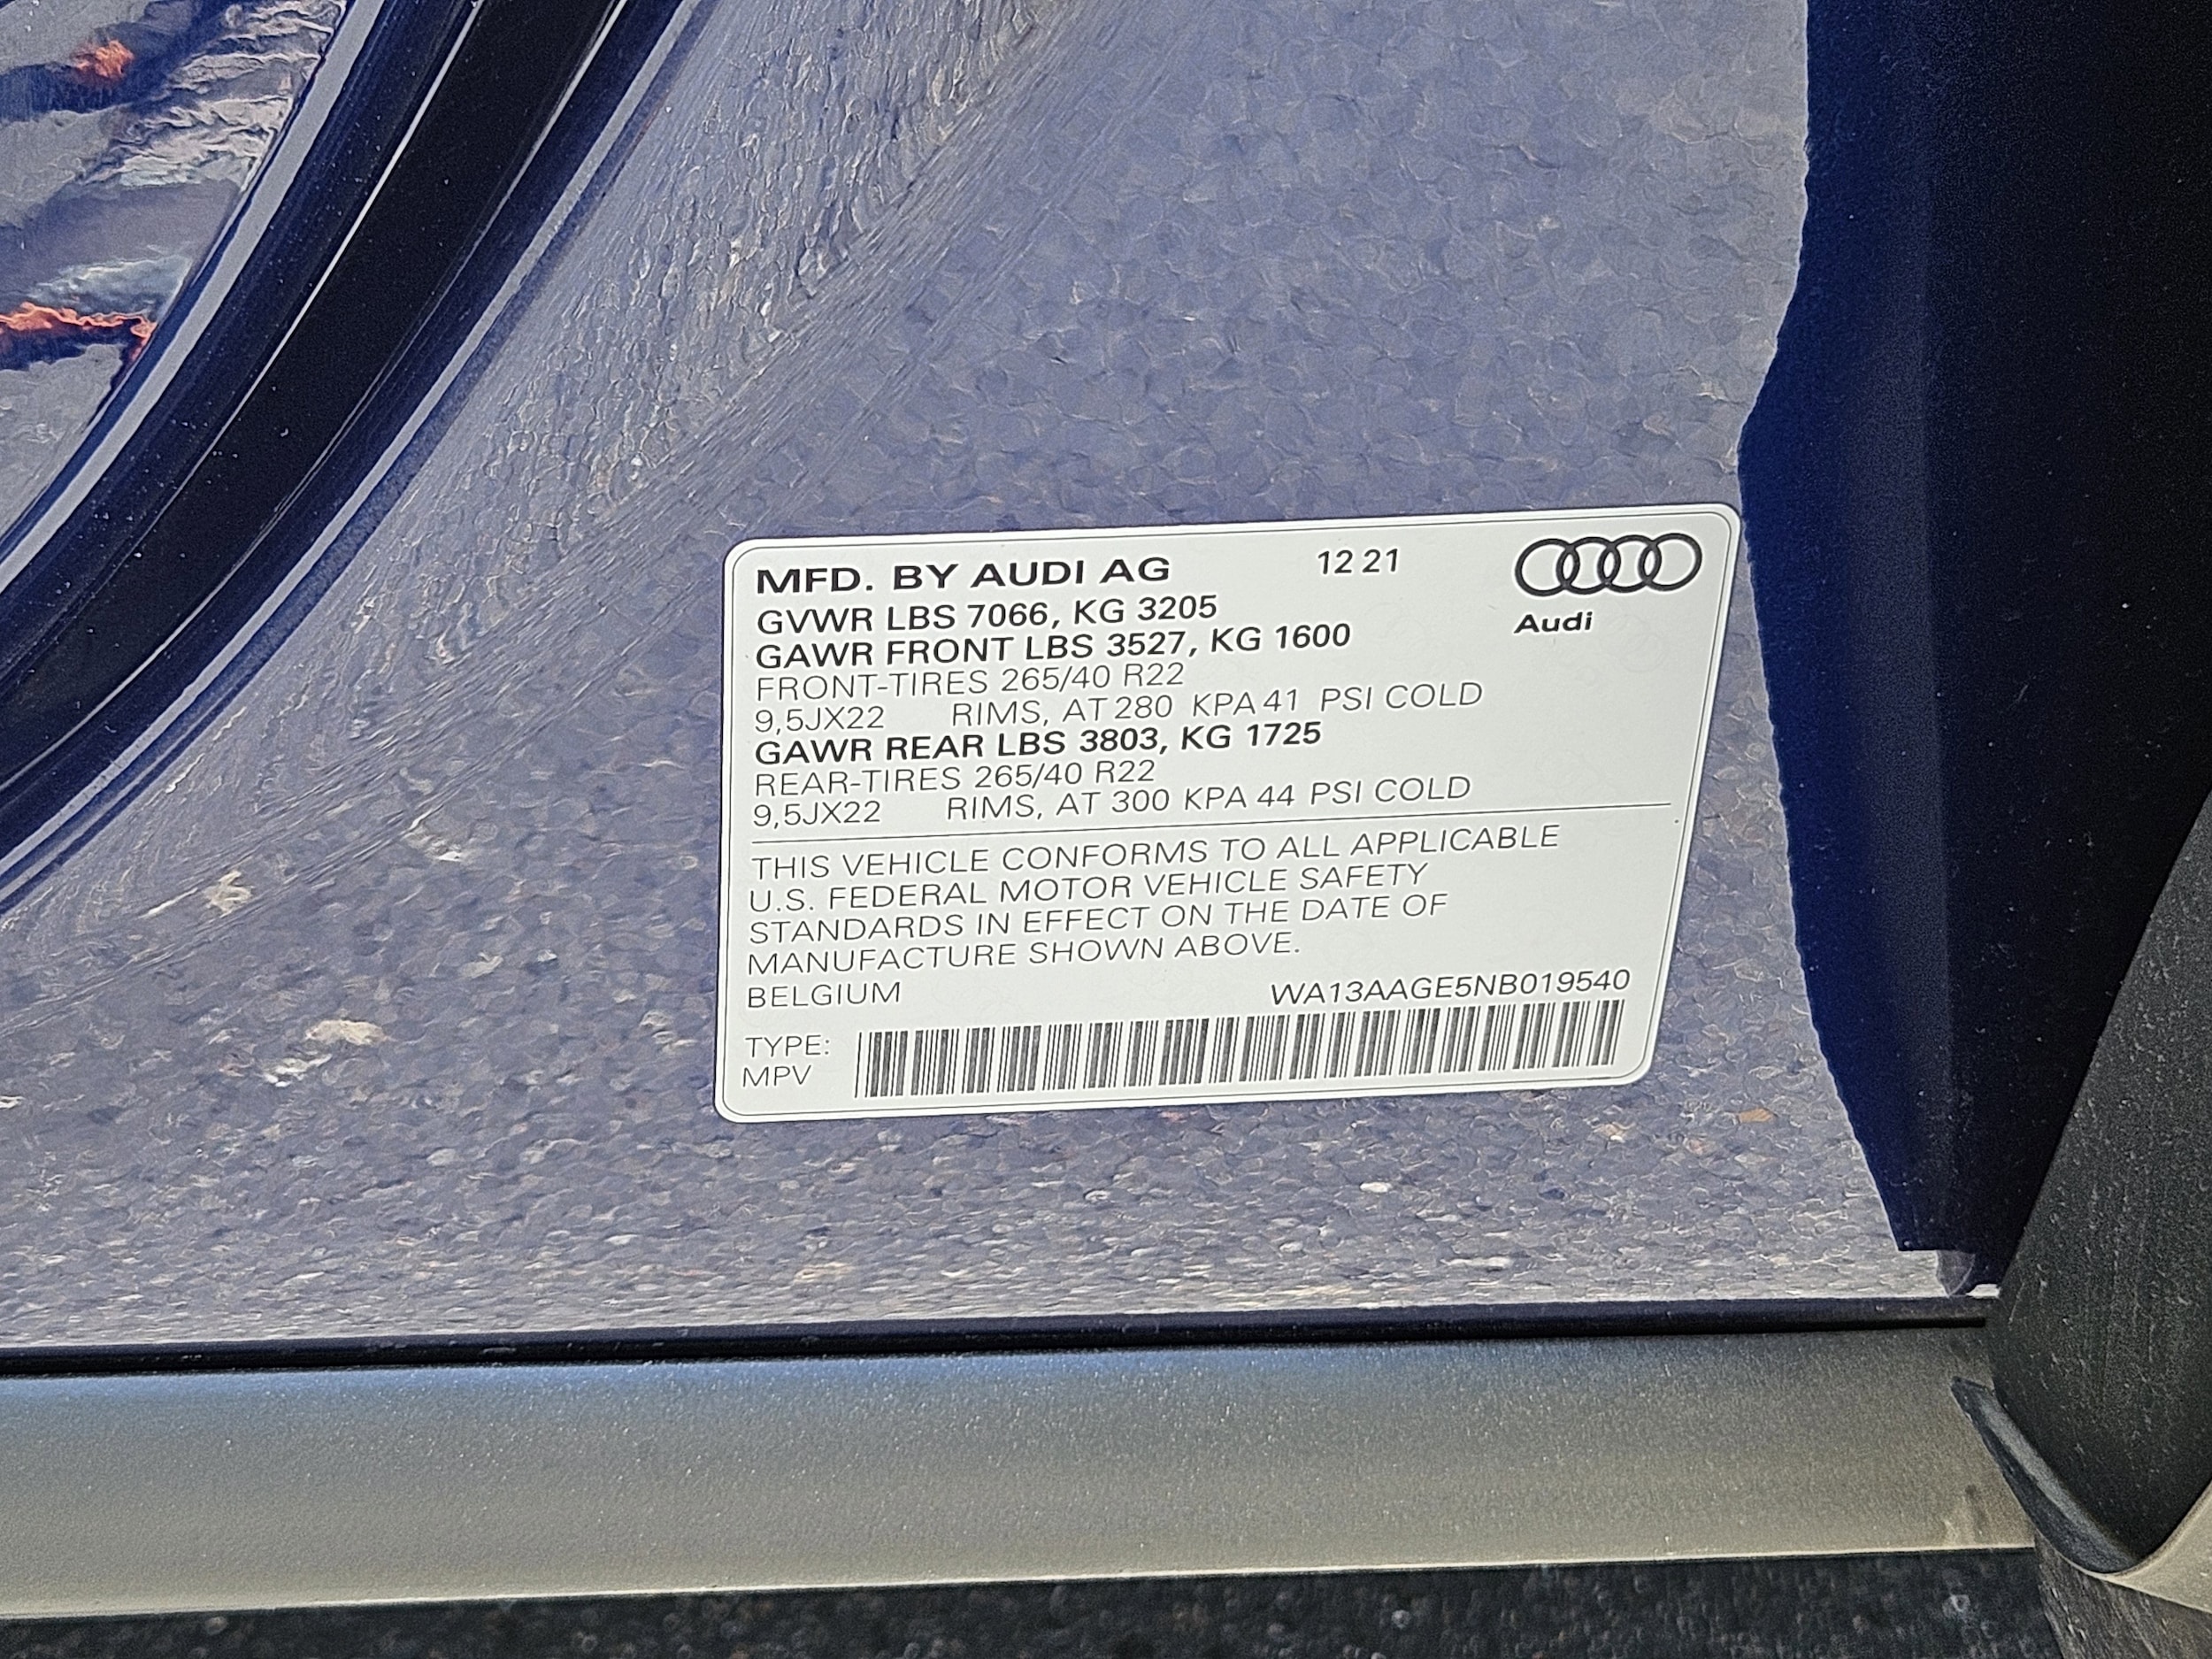 MFD. BY AUDI AG 12 21
Audi
GVWR LBS 7066, KG 3205
GAWR FRONT LBS 3527, KG 1600
FRONT-TIRES 265/40 R22
9,5JX22 RIMS, AT 280 KPA 41 PSI COLD
GAWR REAR LBS 3803, KG 1725
REAR-TIRES 265/40 R22
9,5JX22 RIMS, AT 300 KPA 44 PSI COLD
THIS VEHICLE CONFORMS TO ALL APPLICABLE
U.S. FEDERAL MOTOR VEHICLE SAFETY
STANDARDS IN EFFECT ON THE DATE OF
MANUFACTURE SHOWN ABOVE.
BELGIUM WA13AAGE5NB019540
TYPE:
MPV